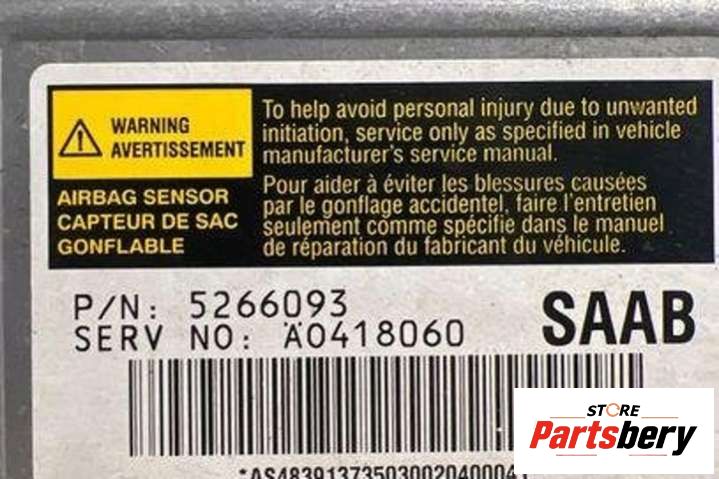 WARNING
AVERTISSEMENT
AIRBAG SENSOR
CAPTEUR DE SAC
GONFLABLE
To help avoid personal injury due to unwanted
initiation, service only as specified in vehicle
manufacturer's service manual.
Pour aider à éviter les blessures causées
par le gonflage accidentel, faire l'entretien
seulement comme spécifié dans le manuel
de réparation du fabricant du véhicule.
P/N: 5266093
SERV NO: A0418060
SAAB
*AS48391373503002040004
STORE
Partsbery